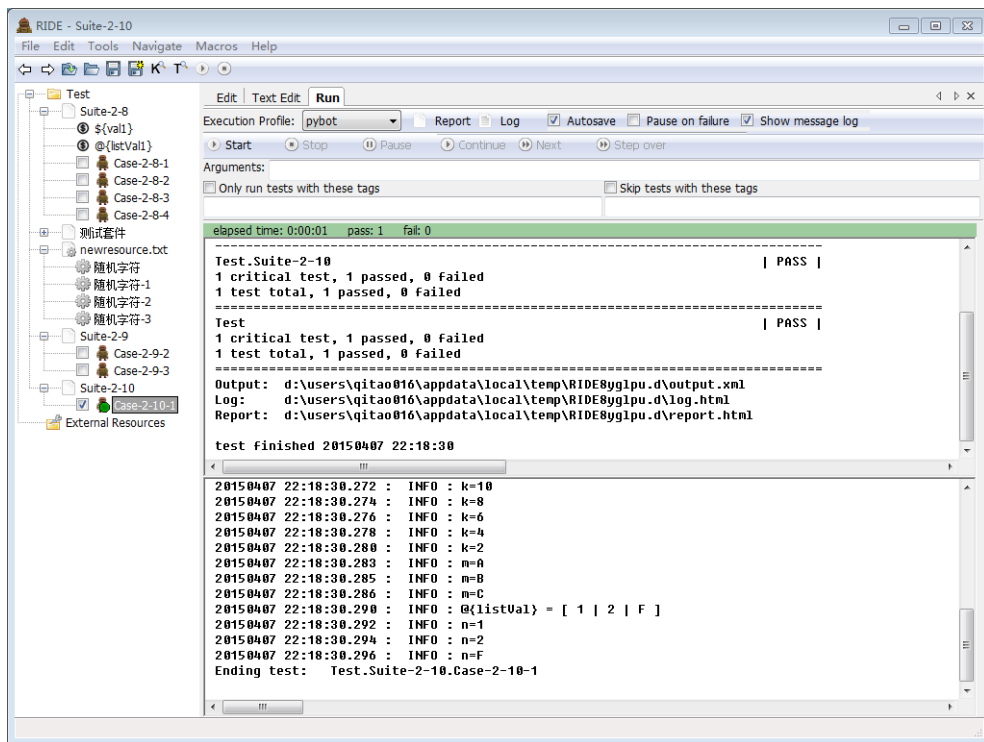 RIDE - Suite-2-10
File Edit Tools Navigate Macros Help
Test
Suite-2-8
${val1}
@{listVal1}
Case-2-8-1
Case-2-8-2
Case-2-8-3
Case-2-8-4
测试套件
newresource.txt
随机字符
随机字符-1
随机字符-2
随机字符-3
Suite-2-9
Case-2-9-2
Case-2-9-3
Suite-2-10
Case-2-10-1
External Resources
Edit Text Edit Run
Execution Profile: pybot Report Log Autosave Pause on failure Show message log
Start Stop Pause Continue Next Step over
Arguments:
Only run tests with these tags Skip tests with these tags
elapsed time: 0:00:01 pass: 1 fail: 0
------------------------------------------------------------------------------
Test.Suite-2-10 | PASS |
1 critical test, 1 passed, 0 failed
1 test total, 1 passed, 0 failed
==============================================================================
Test | PASS |
1 critical test, 1 passed, 0 failed
1 test total, 1 passed, 0 failed
==============================================================================
Output: d:\users\qitao016\appdata\local\temp\RIDE8yglpu.d\output.xml
Log: d:\users\qitao016\appdata\local\temp\RIDE8yglpu.d\log.html
Report: d:\users\qitao016\appdata\local\temp\RIDE8yglpu.d\report.html
test finished 20150407 22:18:30
20150407 22:18:30.272 : INFO : k=10
20150407 22:18:30.274 : INFO : k=8
20150407 22:18:30.276 : INFO : k=6
20150407 22:18:30.278 : INFO : k=4
20150407 22:18:30.280 : INFO : k=2
20150407 22:18:30.283 : INFO : m=A
20150407 22:18:30.285 : INFO : m=B
20150407 22:18:30.286 : INFO : m=C
20150407 22:18:30.290 : INFO : @{listVal} = [ 1 | 2 | F ]
20150407 22:18:30.292 : INFO : n=1
20150407 22:18:30.294 : INFO : n=2
20150407 22:18:30.296 : INFO : n=F
Ending test: Test.Suite-2-10.Case-2-10-1